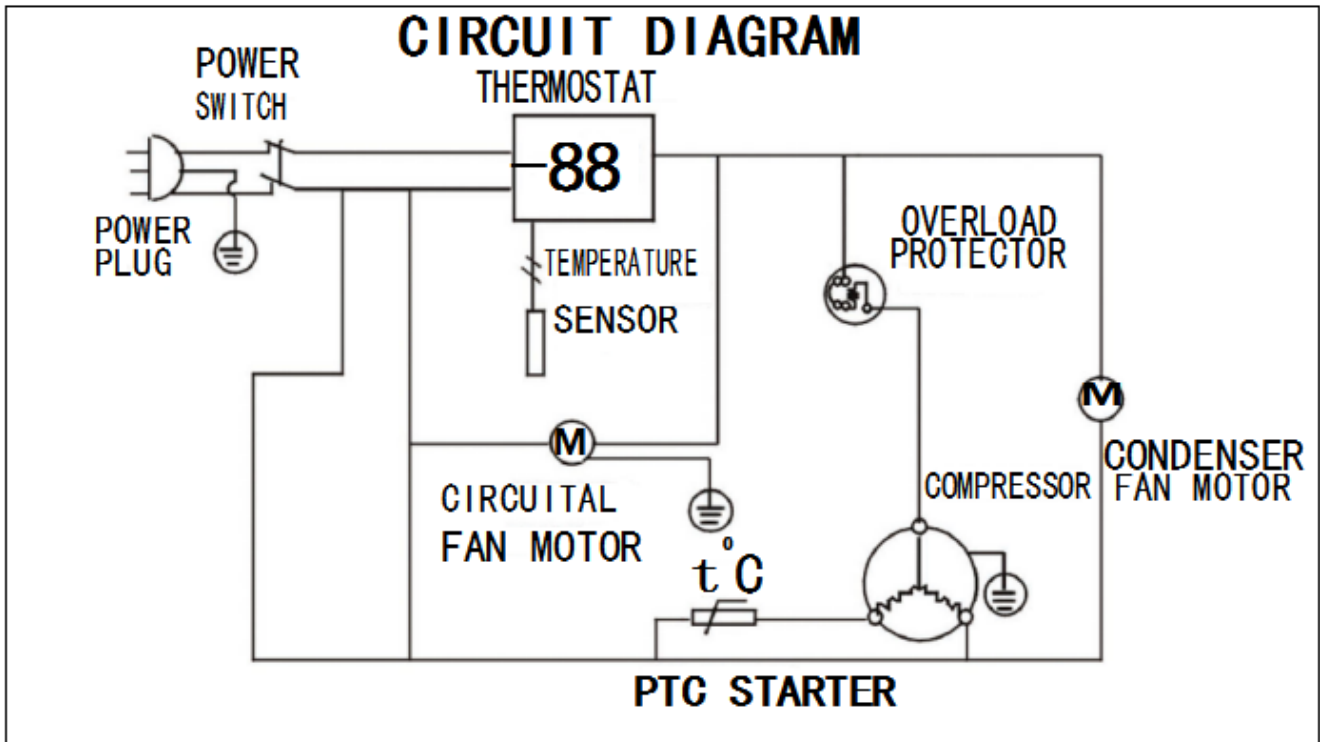 CIRCUIT DIAGRAM
POWER
SWITCH
THERMOSTAT
-88
POWER
PLUG
TEMPERATURE
SENSOR
OVERLOAD
PROTECTOR
M
M
CIRCUITAL
FAN MOTOR
COMPRESSOR
CONDENSER
FAN MOTOR
t°C
PTC STARTER